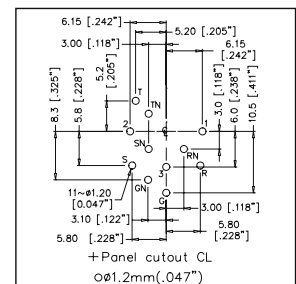 6.15
[.242"]
5.20 [.205"]
3.00 [.118"]
6.15
[.242"]
8.3 [.325"]
5.8 [.228"]
5.2
[.205"]
3.0 [.118"]
6.0 [.238"]
10.5 [.411"]
T
TN
2
1
SN
RN
S
3
R
GN
G
11~ø1.20
[0.047"]
3.10 [.122"]
3.00 [.118"]
5.80 [.228"]
5.80
[.228"]
+Panel cutout CL
○ø1.2mm(.047")